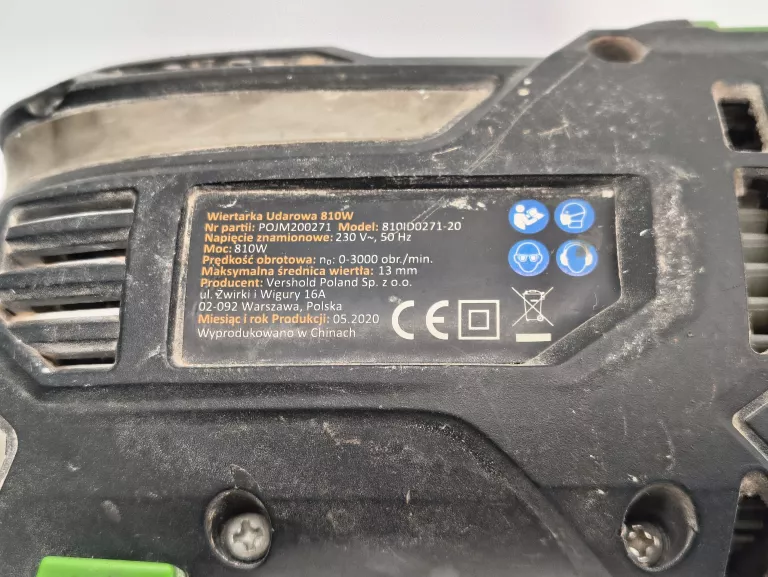 Wiertarka Udarowa 810W
Nr partii: POJM200271 Model: 810ID0271-20
Napięcie znamionowe: 230 V~, 50 Hz
Moc: 810W
Prędkość obrotowa: n₀: 0-3000 obr./min.
Maksymalna średnica wiertła: 13 mm
Producent: Vershold Poland Sp. z o.o.
ul. Żwirki i Wigury 16A
02-092 Warszawa, Polska
Miesiąc i rok Produkcji: 05.2020
Wyprodukowano w Chinach
CE